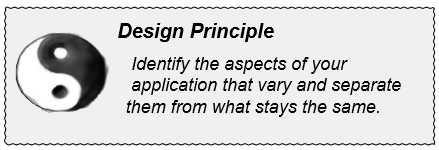 Design Principle
Identify the aspects of your
application that vary and separate
them from what stays the same.